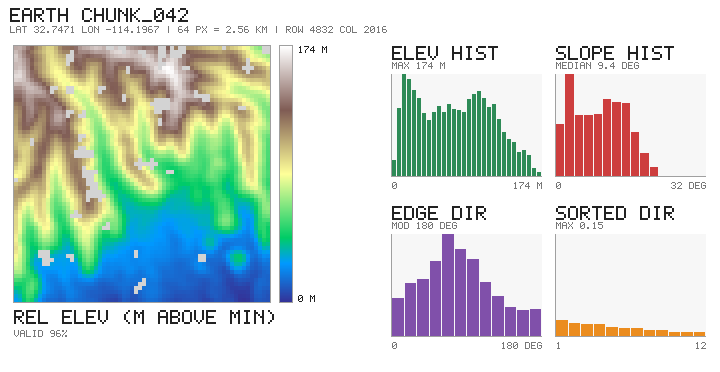 EARTH CHUNK_042
LAT 32.7471 LON -114.1967 | 64 PX = 2.56 KM | ROW 4832 COL 2016
174 M
0 M
REL ELEV (M ABOVE MIN)
VALID 96%
ELEV HIST
MAX 174 M
0 174 M
SLOPE HIST
MEDIAN 9.4 DEG
0 32 DEG
EDGE DIR
MOD 180 DEG
0 180 DEG
SORTED DIR
MAX 0.15
1 12